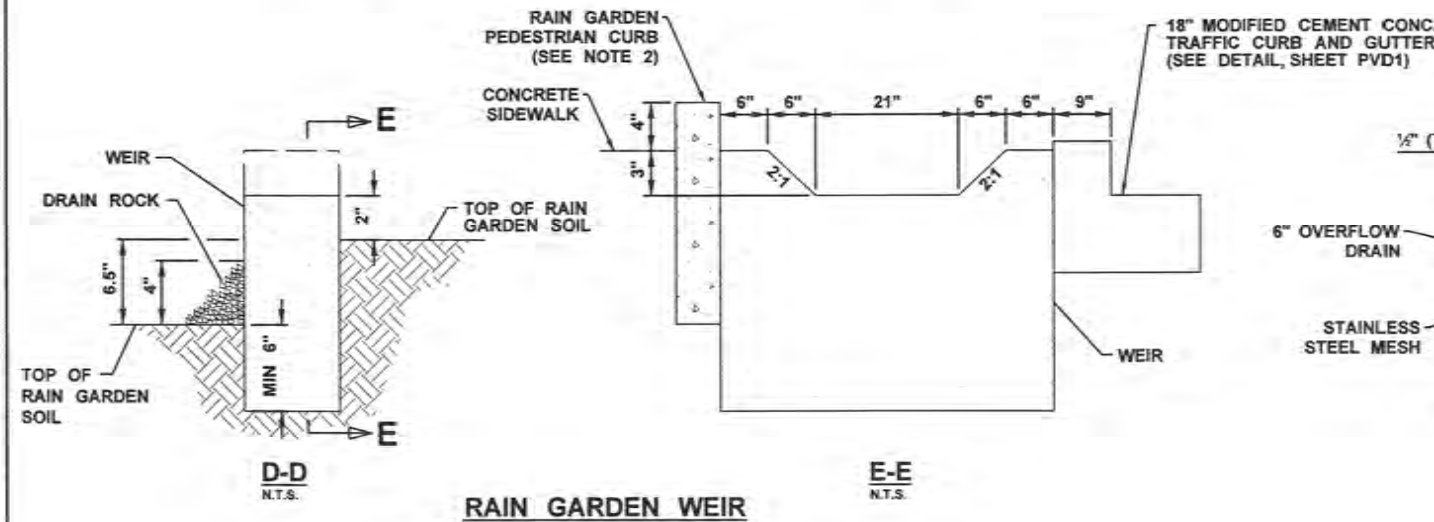 RAIN GARDEN
PEDESTRIAN CURB
(SEE NOTE 2)
18" MODIFIED CEMENT CONC.
TRAFFIC CURB AND GUTTER
(SEE DETAIL, SHEET PVD1)
CONCRETE
SIDEWALK
6" 6" 21" 6" 6" 9"
4"
3"
2:1
2:1
E
WEIR
DRAIN ROCK
2"
TOP OF RAIN
GARDEN SOIL
6.5"
4"
MIN 6"
TOP OF
RAIN GARDEN
SOIL
E
½" (
6" OVERFLOW
DRAIN
STAINLESS
STEEL MESH
WEIR
D-D
N.T.S.
E-E
N.T.S.
RAIN GARDEN WEIR